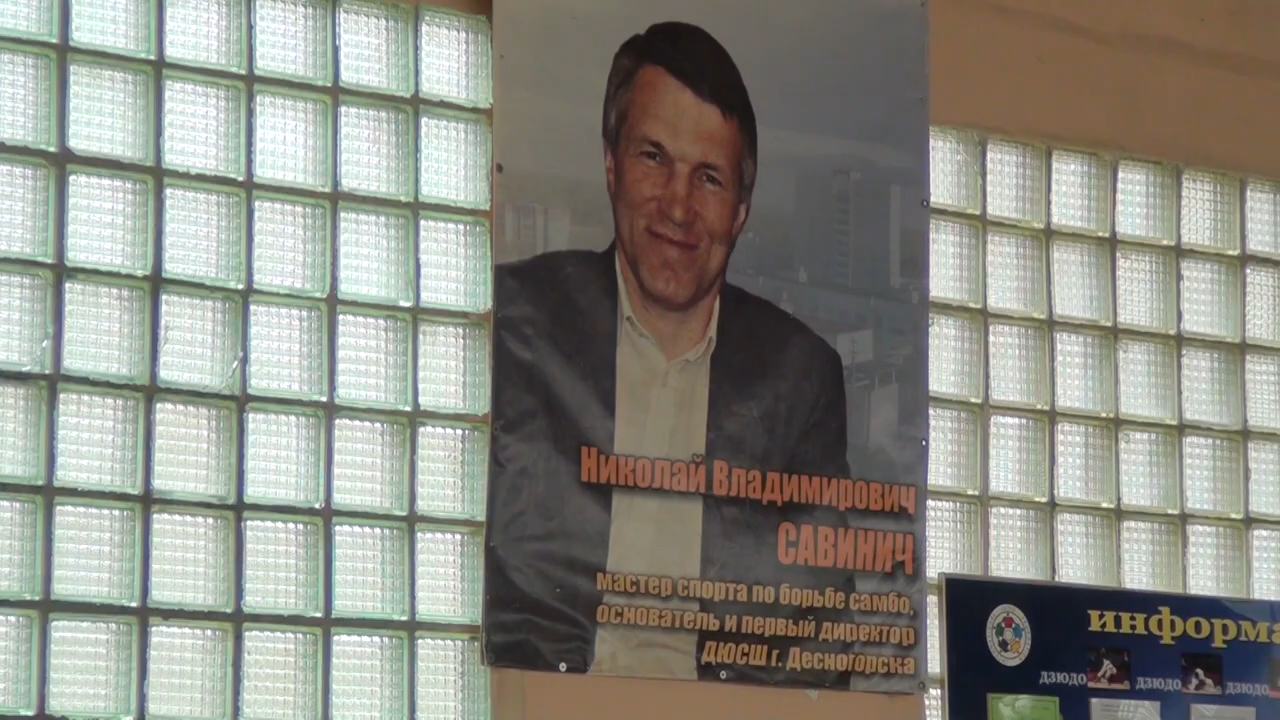 Николай Владимирович
САВИНИЧ
мастер спорта по борьбе самбо,
основатель и первый директор
ДЮСШ г. Десногорска
информа
дзюдо дзюдо дзюдо